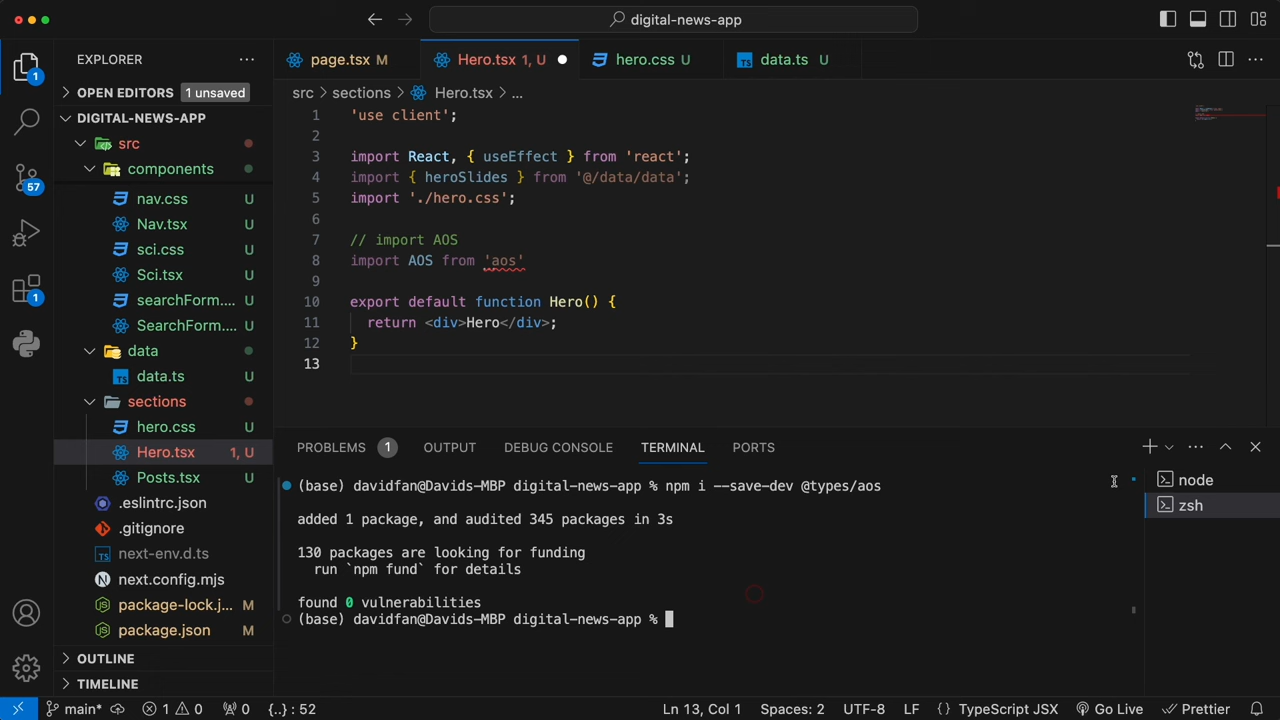 digital-news-app
EXPLORER
1
OPEN EDITORS 1 unsaved
DIGITAL-NEWS-APP
src
components
nav.css U
Nav.tsx U
sci.css U
Sci.tsx U
searchForm.... U
SearchForm.... U
data
data.ts U
sections
hero.css U
Hero.tsx 1, U
Posts.tsx U
.eslintrc.json
.gitignore
next-env.d.ts
next.config.mjs
package-lock.j... M
package.json M
OUTLINE
TIMELINE
57
1
page.tsx M
Hero.tsx 1, U
hero.css U
data.ts U
src > sections > Hero.tsx > ...
1 'use client';
2
3 import React, { useEffect } from 'react';
4 import { heroSlides } from '@/data/data';
5 import './hero.css';
6
7 // import AOS
8 import AOS from 'aos'
9
10 export default function Hero() {
11 return <div>Hero</div>;
12 }
13
PROBLEMS 1 OUTPUT DEBUG CONSOLE TERMINAL PORTS
(base) davidfan@Davids-MBP digital-news-app % npm i --save-dev @types/aos
added 1 package, and audited 345 packages in 3s
130 packages are looking for funding
run `npm fund` for details
found 0 vulnerabilities
(base) davidfan@Davids-MBP digital-news-app %
node
zsh
main* 1 0 0 {..} : 52 Ln 13, Col 1 Spaces: 2 UTF-8 LF {} TypeScript JSX Go Live Prettier